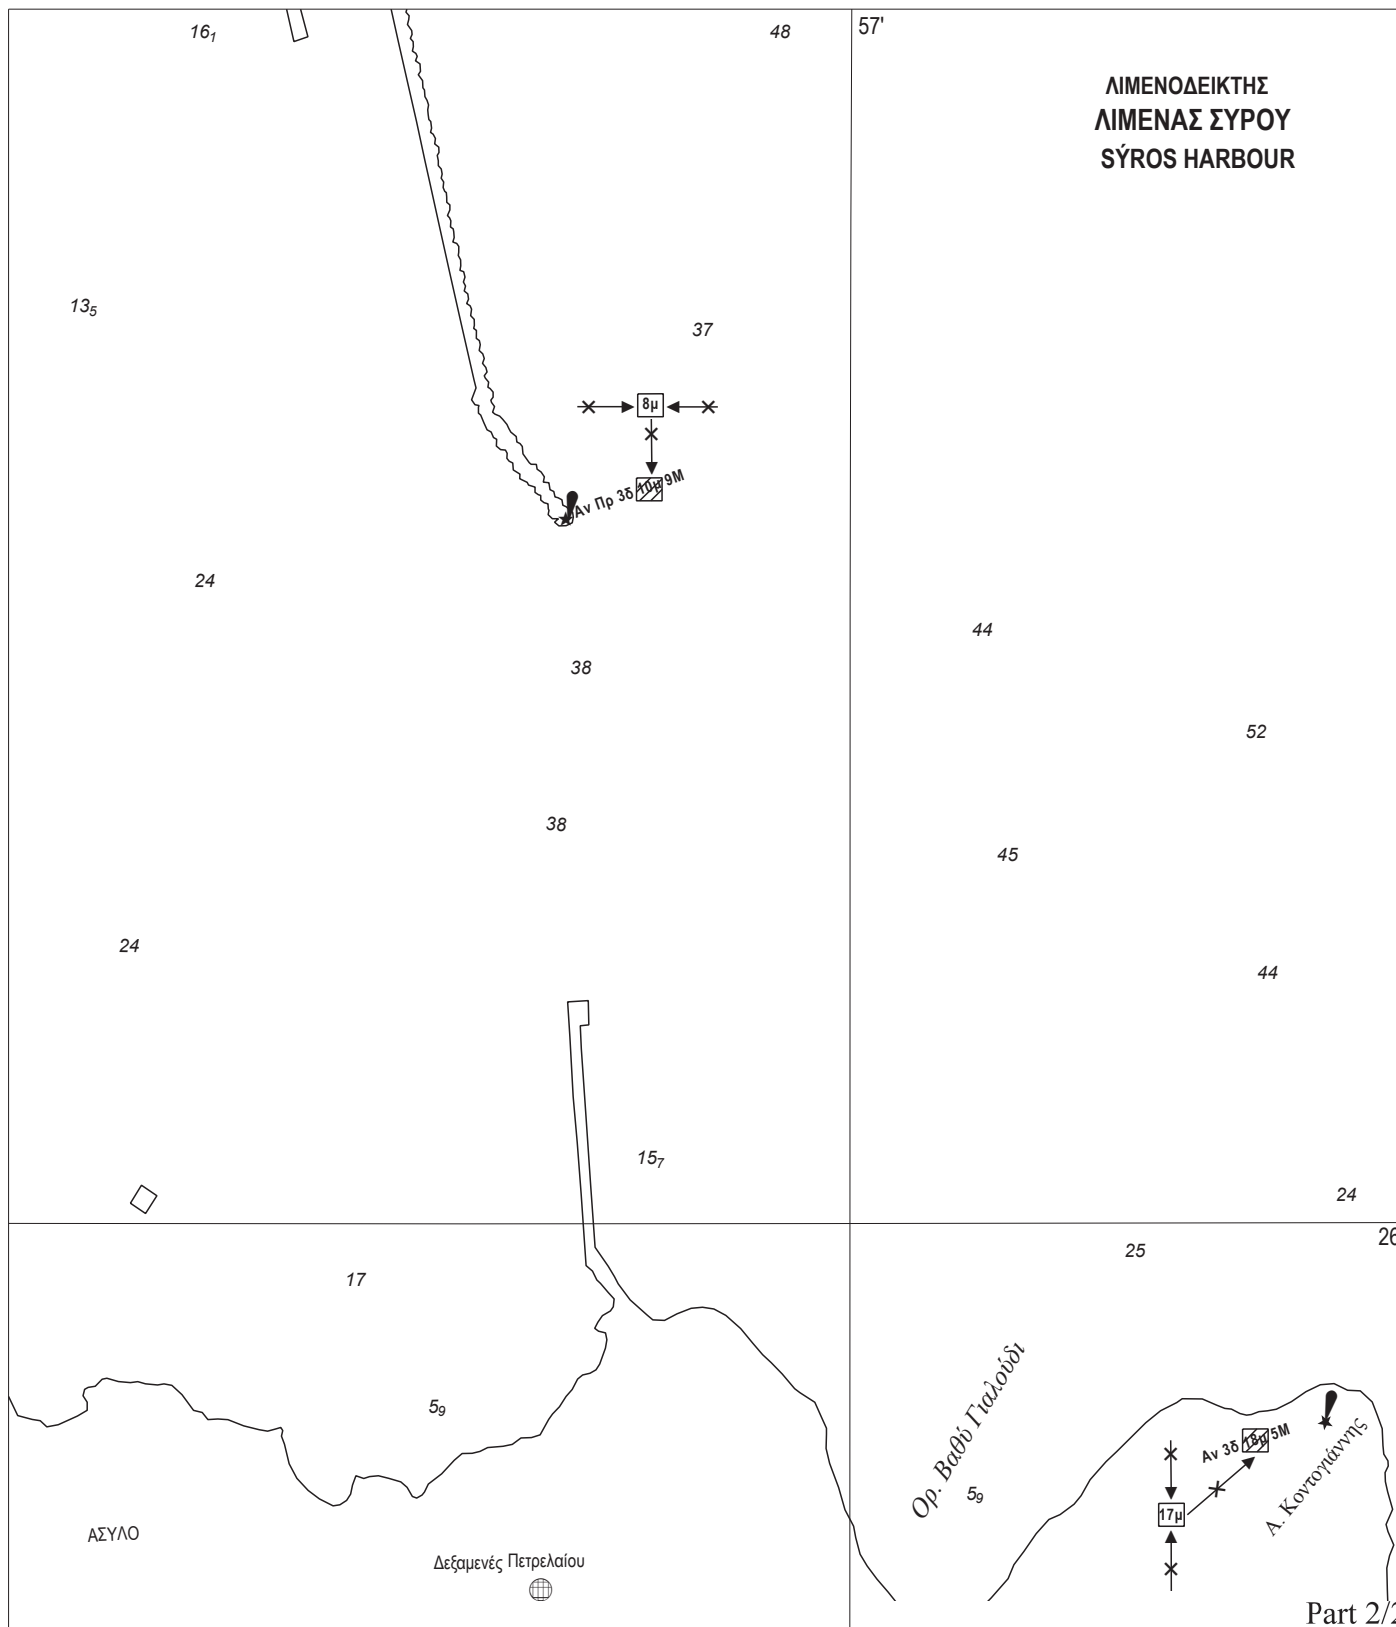 16₁
48
57'
ΛΙΜΕΝΟΔΕΙΚΤΗΣ
ΛΙΜΕΝΑΣ ΣΥΡΟΥ
SÝROS HARBOUR
13₅
37
8μ
Αν Πρ 3δ 10μ 9Μ
24
44
38
52
38
45
24
44
15₇
24
26
25
17
Ορ. Βαθύ Γιαλούδι
5₉
Αν 3δ 18μ 5Μ
Α. Κοντογιάννης
5₉
17μ
ΑΣΥΛΟ
Δεξαμενές Πετρελαίου
Part 2/2